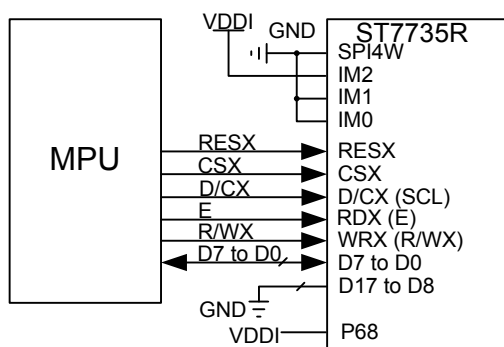 VDDI
GND
ST7735R
SPI4W
IM2
IM1
IM0
MPU
RESX
RESX
CSX
CSX
D/CX
D/CX (SCL)
E
RDX (E)
R/WX
WRX (R/WX)
D7 to D0
D7 to D0
D17 to D8
GND
VDDI
P68